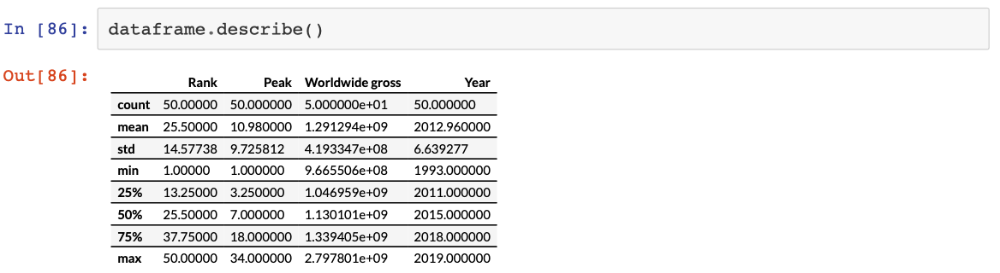 In [86]: dataframe.describe()
Out[86]:
Rank Peak Worldwide gross Year
count 50.00000 50.000000 5.000000e+01 50.000000
mean 25.50000 10.980000 1.291294e+09 2012.960000
std 14.57738 9.725812 4.193347e+08 6.639277
min 1.00000 1.000000 9.665506e+08 1993.000000
25% 13.25000 3.250000 1.046959e+09 2011.000000
50% 25.50000 7.000000 1.130101e+09 2015.000000
75% 37.75000 18.000000 1.339405e+09 2018.000000
max 50.00000 34.000000 2.797801e+09 2019.000000